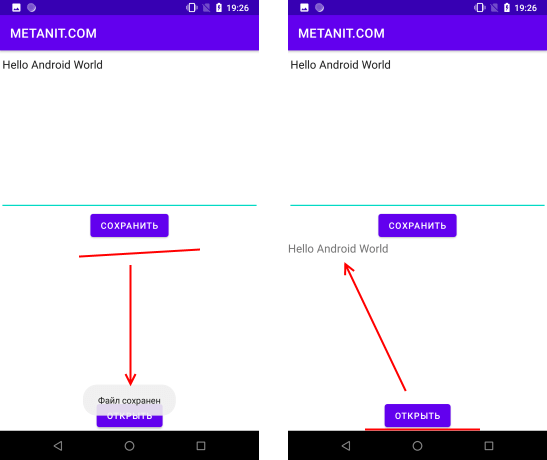 19:26
METANIT.COM
Hello Android World
СОХРАНИТЬ
Файл сохранен
ОТКРЫТЬ
19:26
METANIT.COM
Hello Android World
СОХРАНИТЬ
Hello Android World
ОТКРЫТЬ